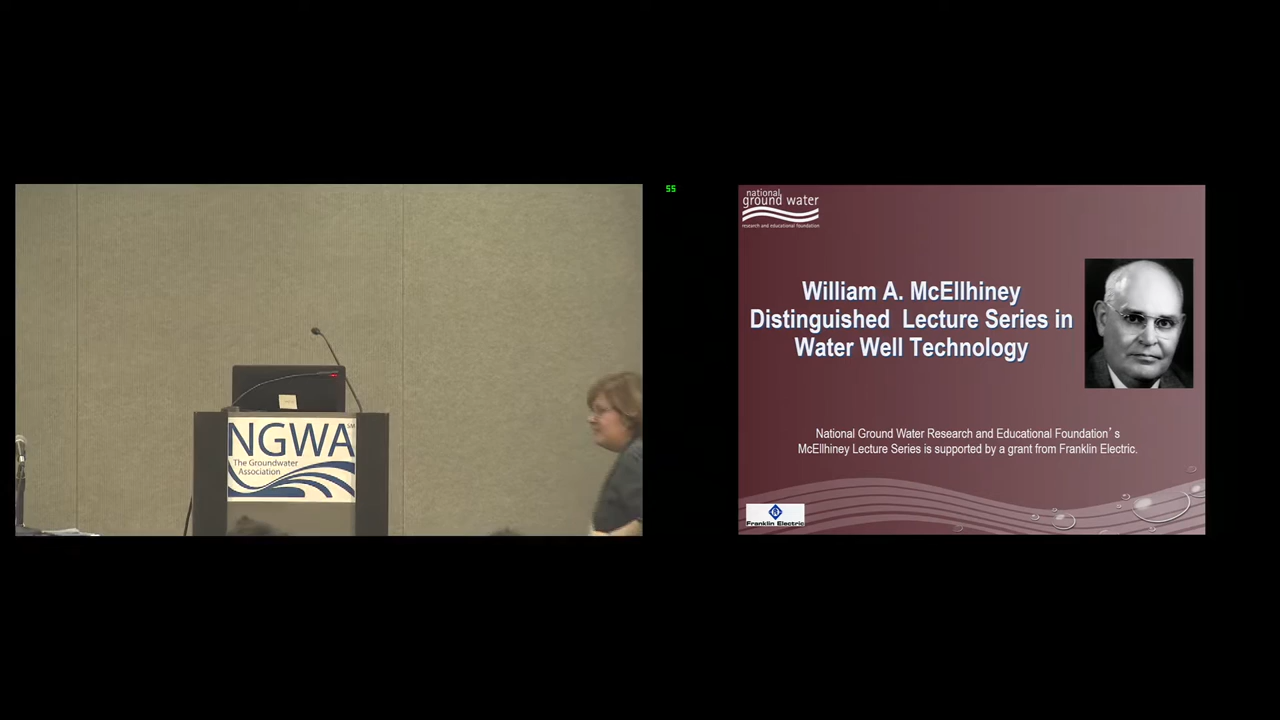 NGWA
SM
The Groundwater
Association
55
national
ground water
research and educational foundation
William A. McEllhiney
Distinguished Lecture Series in
Water Well Technology
National Ground Water Research and Educational Foundation’s
McEllhiney Lecture Series is supported by a grant from Franklin Electric.
Franklin Electric